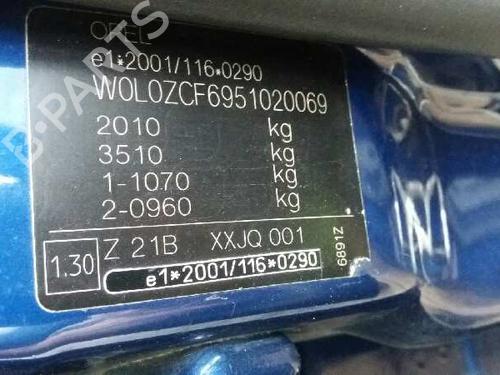 OPEL
e1*2001/116*0290
W0L0ZCF6951020069
2010 kg
3510 kg
1-1070 kg
2-0960 kg
1.30 Z 21B XXJQ 001
e1*2001/116*0290
6891Z
B-PARTS